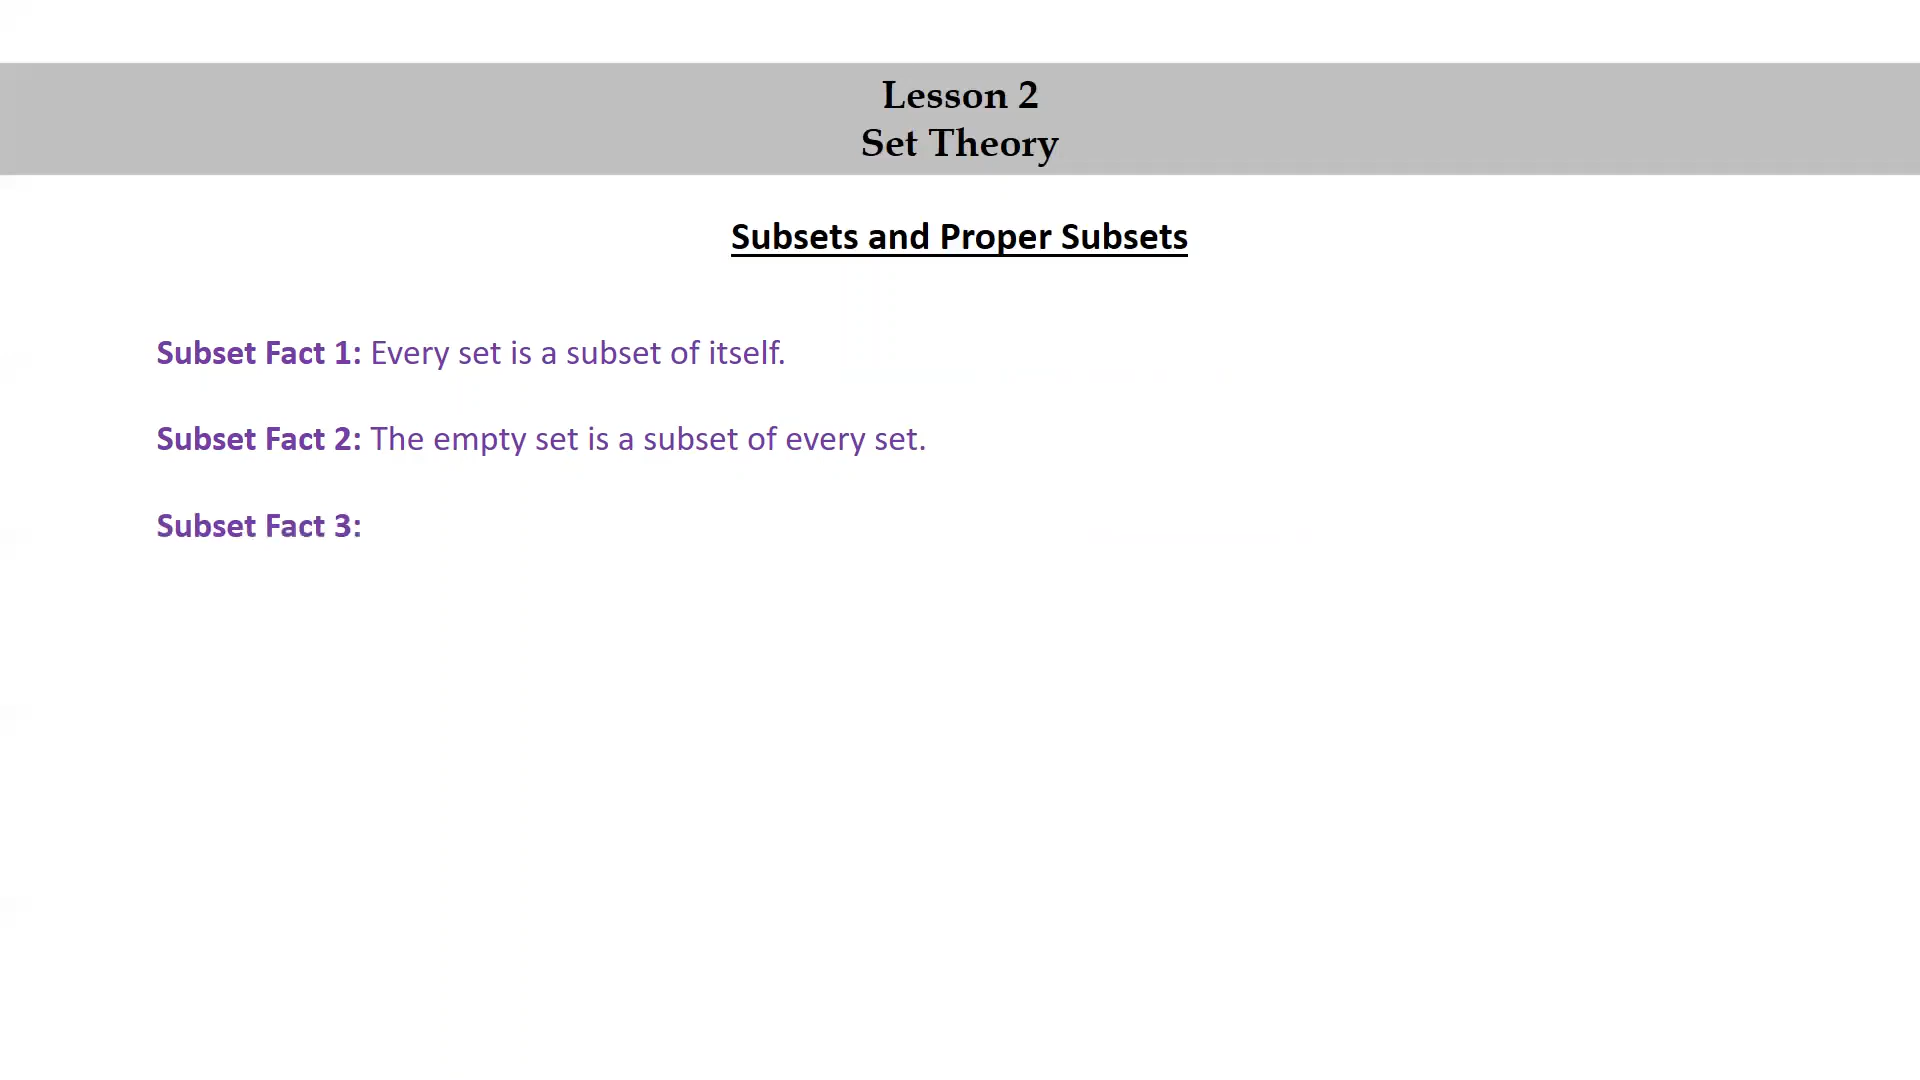 Lesson 2
Set Theory
Subsets and Proper Subsets
Subset Fact 1: Every set is a subset of itself.
Subset Fact 2: The empty set is a subset of every set.
Subset Fact 3: